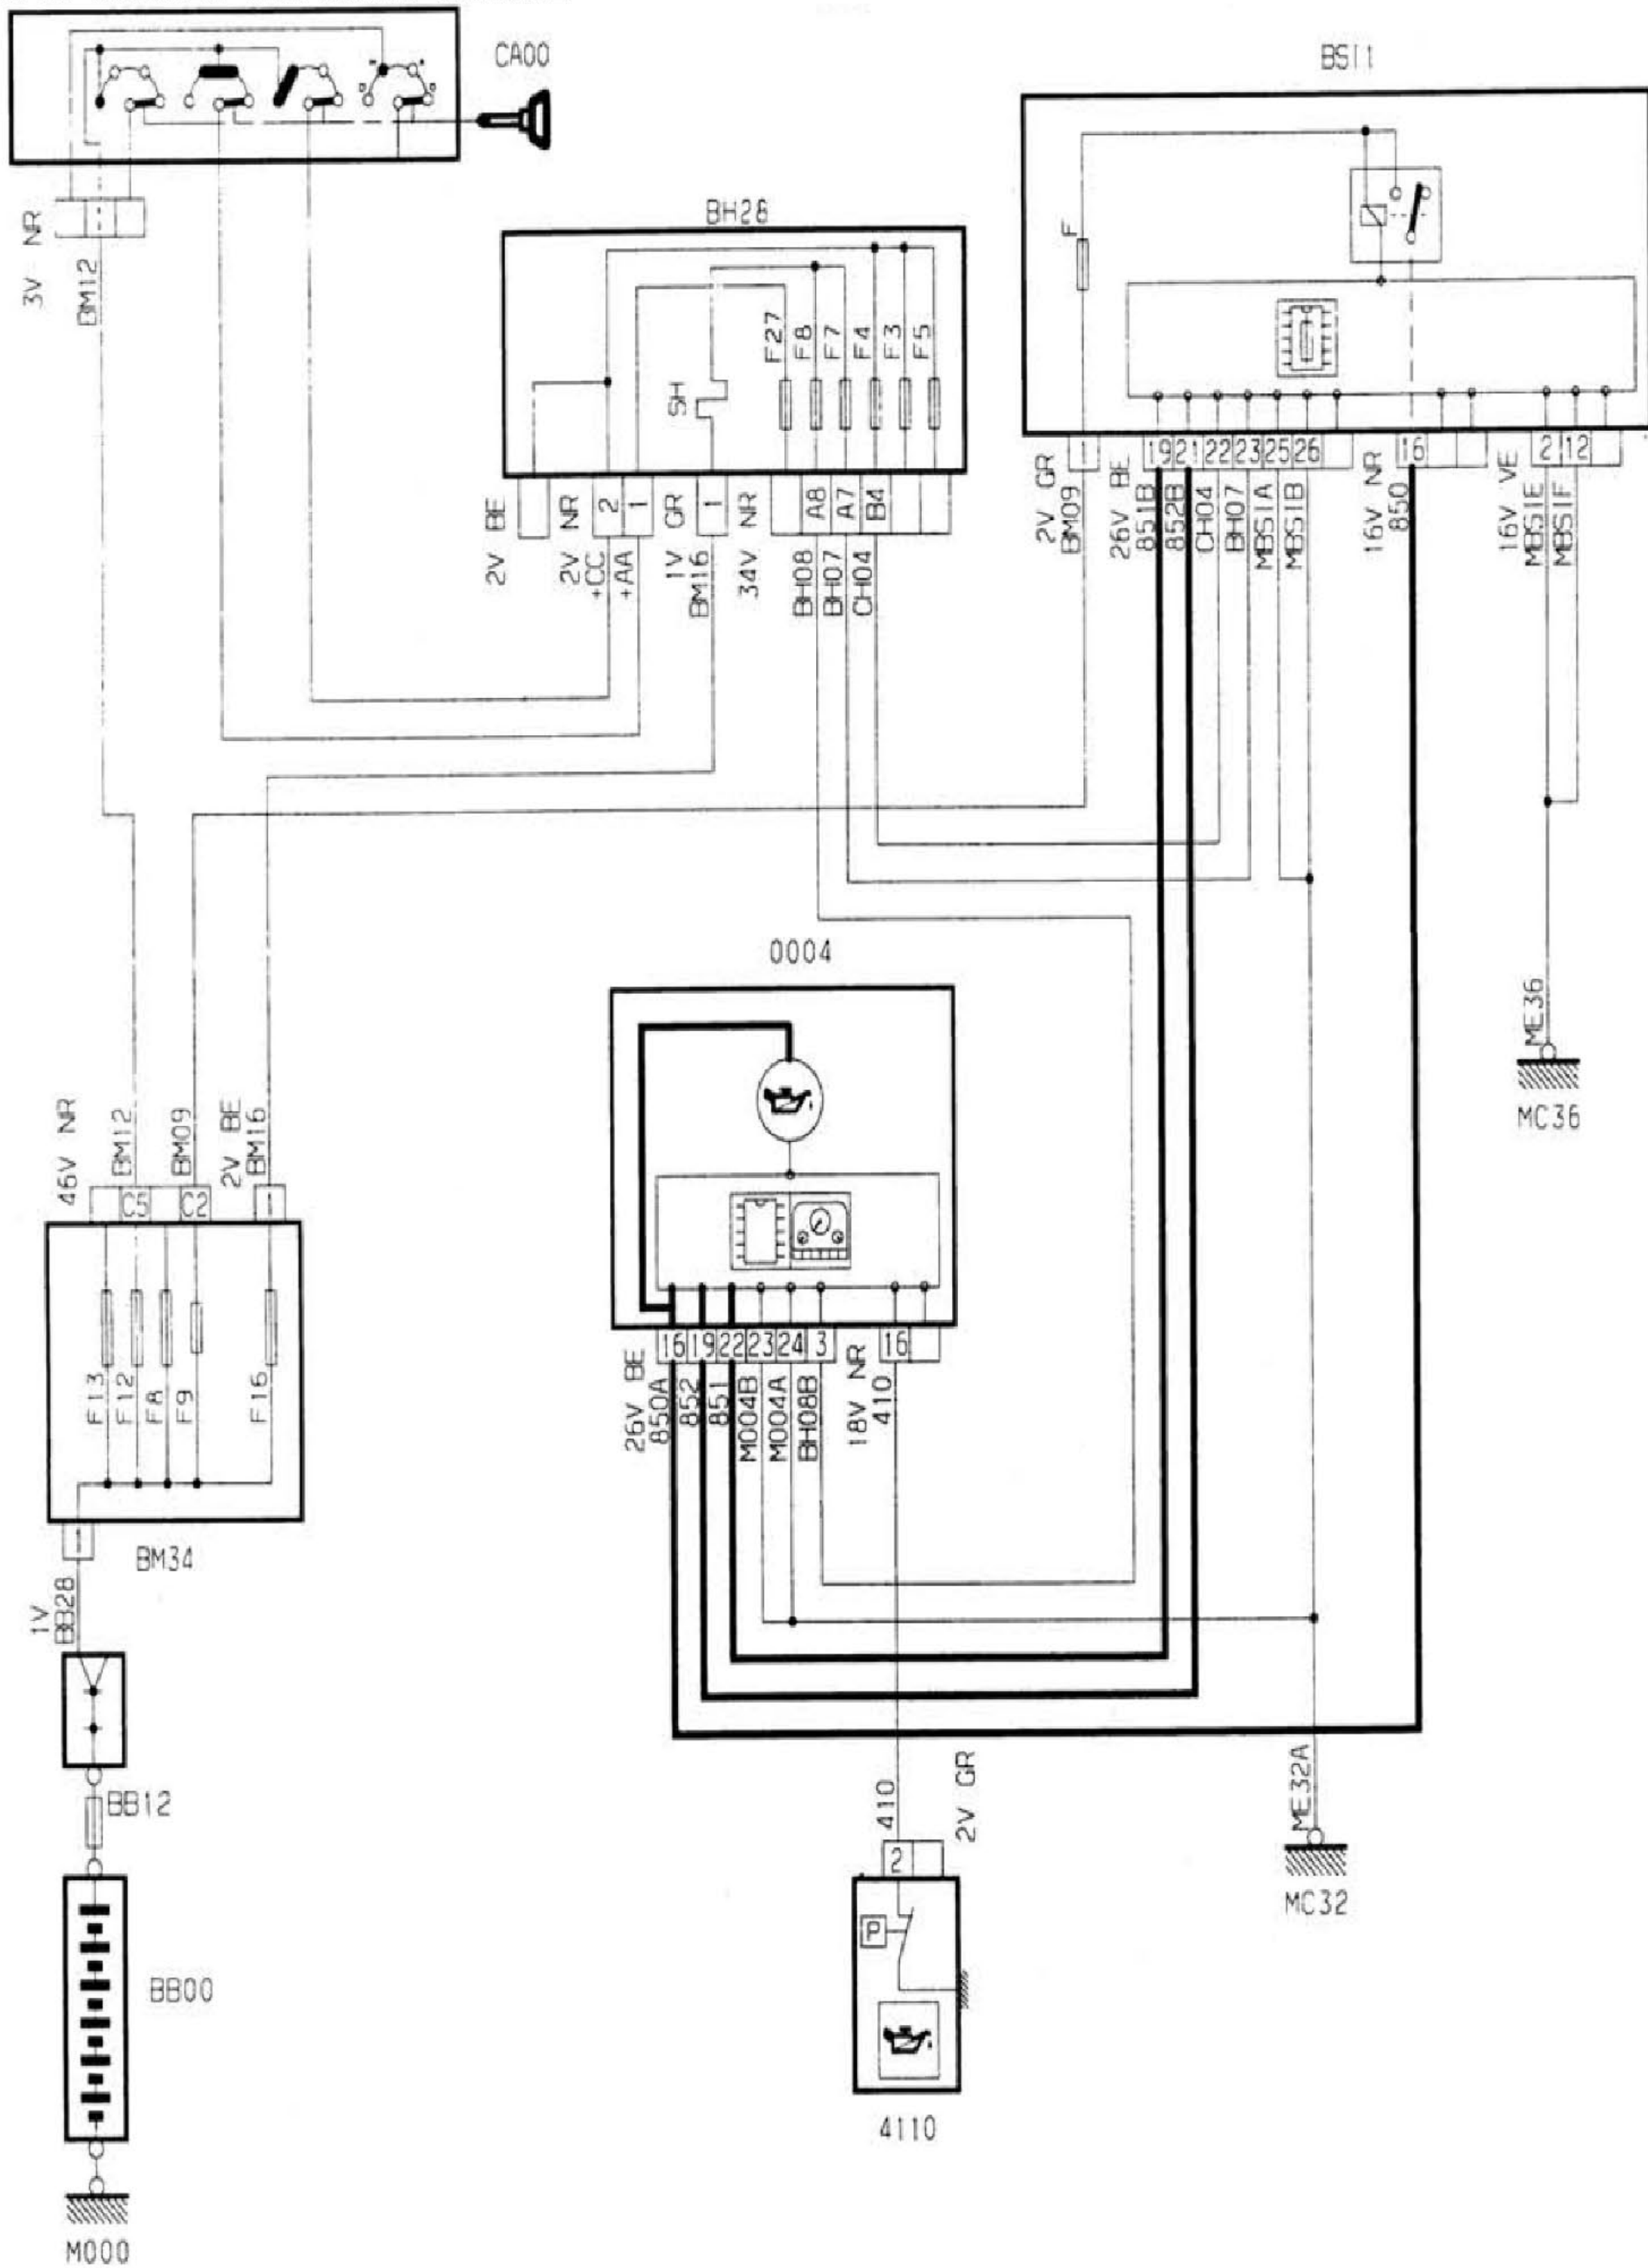 CA00
3V NR
BM12
BH28
F27
F8
F7
F4
F3
F5
SH
2V BE
2V NR
2
1
+CC
+AA
1V GR
1
BM16
34V NR
A8
A7
B4
BH08
BH07
CH04
BSI1
F
2V GR
BM09
26V BE
19
21
22
23
25
26
851B
852B
CH04
BH07
MBS1A
MBS1B
16V NR
16
850
16V VE
2
12
MBS1E
MBS1F
ME36
MC36
0004
26V BE
16
19
22
23
24
3
850A
852
851
M004B
M004A
BH08B
18V NR
16
410
46V NR
C5
BM12
C2
BM09
2V BE
BM16
F13
F12
F8
F9
F16
BM34
1V
BB28
BB12
BB00
M000
410
2V GR
2
P
4110
ME32A
MC32